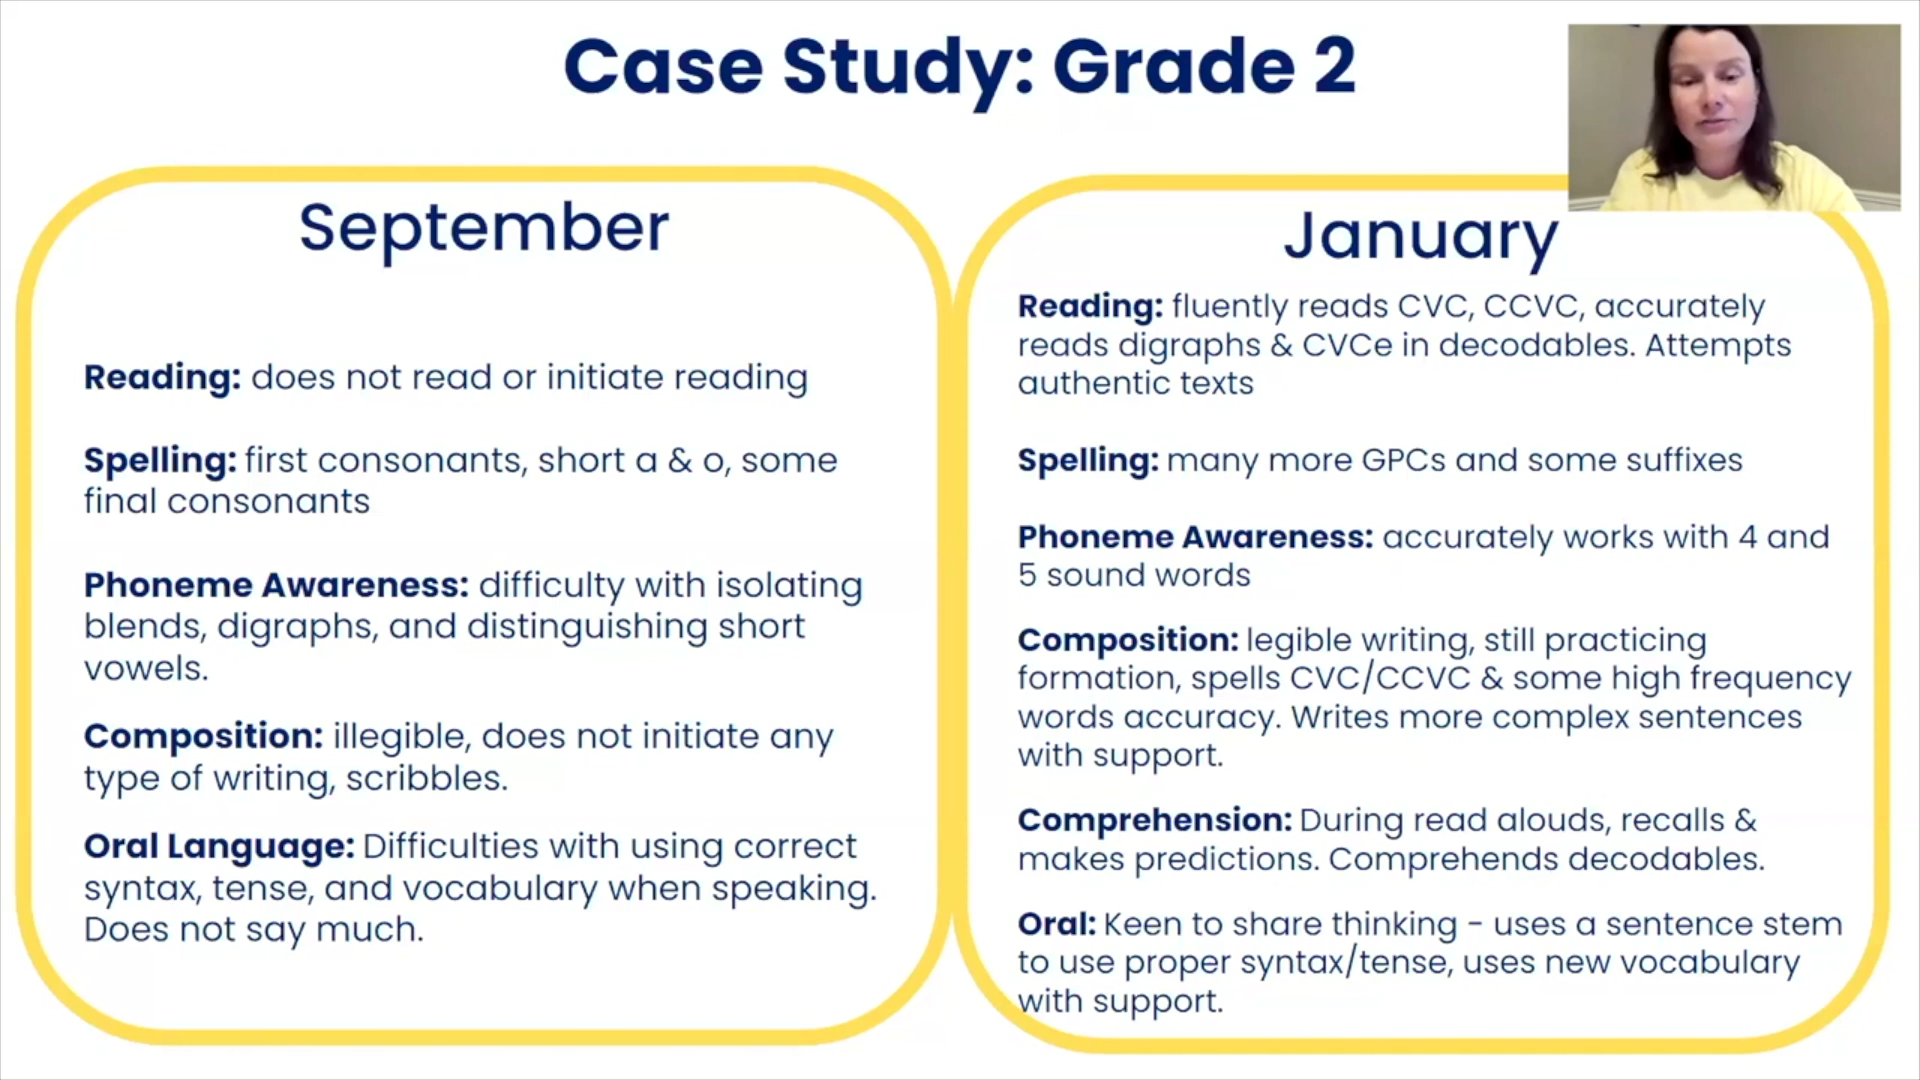 Case Study: Grade 2
September
Reading: does not read or initiate reading
Spelling: first consonants, short a & o, some
final consonants
Phoneme Awareness: difficulty with isolating
blends, digraphs, and distinguishing short
vowels.
Composition: illegible, does not initiate any
type of writing, scribbles.
Oral Language: Difficulties with using correct
syntax, tense, and vocabulary when speaking.
Does not say much.
January
Reading: fluently reads CVC, CCVC, accurately
reads digraphs & CVCe in decodables. Attempts
authentic texts
Spelling: many more GPCs and some suffixes
Phoneme Awareness: accurately works with 4 and
5 sound words
Composition: legible writing, still practicing
formation, spells CVC/CCVC & some high frequency
words accuracy. Writes more complex sentences
with support.
Comprehension: During read alouds, recalls &
makes predictions. Comprehends decodables.
Oral: Keen to share thinking - uses a sentence stem
to use proper syntax/tense, uses new vocabulary
with support.